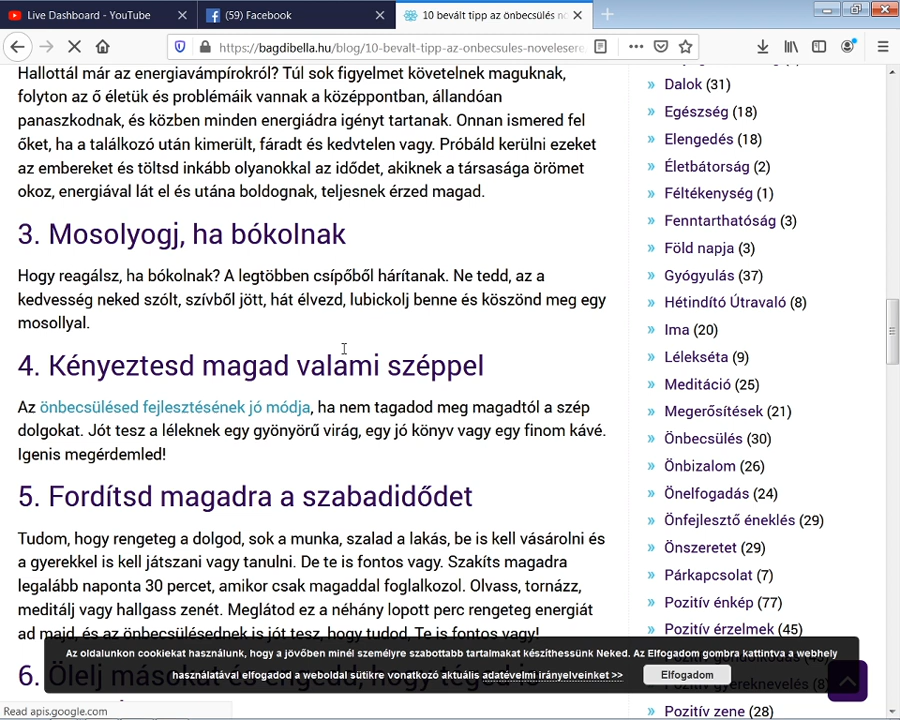 Live Dashboard - YouTube
(59) Facebook
10 bevált tipp az önbecsülés
https://bagdibella.hu/blog/10-bevalt-tipp-az-onbecsules-novelesere
Hallottál már az energiavámpírokról? Túl sok figyelmet követelnek maguknak,
folyton az ő életük és problémáik vannak a középpontban, állandóan
panaszkodnak, és közben minden energiádra igényt tartanak. Onnan ismered fel
őket, ha a találkozó után kimerült, fáradt és kedvtelen vagy. Próbáld kerülni ezeket
az embereket és töltsd inkább olyanokkal az idődet, akiknek a társasága örömet
okoz, energiával lát el és utána boldognak, teljesnek érzed magad.
3. Mosolyogj, ha bókolnak
Hogy reagálsz, ha bókolnak? A legtöbben csípőből hárítanak. Ne tedd, az a
kedvesség neked szólt, szívből jött, hát élvezd, lubickolj benne és köszönd meg egy
mosollyal.
4. Kényeztesd magad valami széppel
Az önbecsülésed fejlesztésének jó módja, ha nem tagadod meg magadtól a szép
dolgokat. Jót tesz a léleknek egy gyönyörű virág, egy jó könyv vagy egy finom kávé.
Igenis megérdemled!
5. Fordítsd magadra a szabadidődet
Tudom, hogy rengeteg a dolgod, sok a munka, szalad a lakás, be is kell vásárolni és
a gyerekkel is kell játszani vagy tanulni. De te is fontos vagy. Szakíts magadra
legalább naponta 30 percet, amikor csak magaddal foglalkozol. Olvass, tornázz,
meditálj vagy hallgass zenét. Meglátod ez a néhány lopott perc rengeteg energiát
ad majd, és az önbecsülésednek is jót tesz, hogy tudod, Te is fontos vagy!
6. Ölelj másokat és engedd, hogy téged is
Dalok (31)
Egészség (18)
Elengedés (18)
Életbátorság (2)
Féltékenység (1)
Fenntarthatóság (3)
Föld napja (3)
Gyógyulás (37)
Hétindító Útravaló (8)
Ima (20)
Lélekséta (9)
Meditáció (25)
Megerősítések (21)
Önbecsülés (30)
Önbizalom (26)
Önelfogadás (24)
Önfejlesztő éneklés (29)
Önszeretet (29)
Párkapcsolat (7)
Pozitív énkép (77)
Pozitív érzelmek (45)
Pozitív gondolkodás
Pozitív gyereknevelés (8)
Pozitív zene (28)
Az oldalunkon cookiekat használunk, hogy a jövőben minél személyre szabottabb tartalmakat készíthessünk Neked. Az Elfogadom gombra kattintva a webhely
használatával elfogadod a weboldal sütikre vonatkozó aktuális adatvédelmi irányelveinket >>
Elfogadom
Read apis.google.com